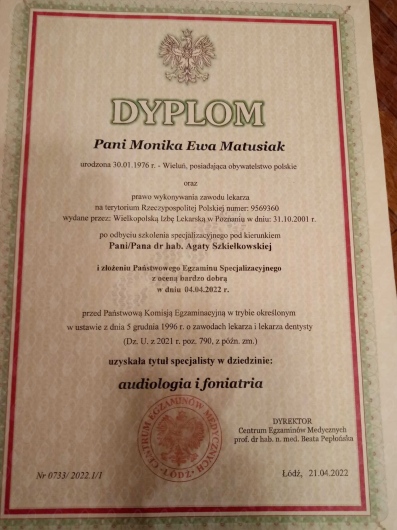 DYPLOM
Pani Monika Ewa Matusiak
urodzona 30.01.1976 r. - Wieluń, posiadająca obywatelstwo polskie
oraz
prawo wykonywania zawodu lekarza
na terytorium Rzeczypospolitej Polskiej numer: 9569360
wydane przez: Wielkopolską Izbę Lekarską w Poznaniu w dniu: 31.10.2001 r.
po odbyciu szkolenia specjalizacyjnego pod kierunkiem
Pani/Pana dr hab. Agaty Szkiełkowskiej
i złożeniu Państwowego Egzaminu Specjalizacyjnego
z oceną bardzo dobrą
w dniu 04.04.2022 r.
przed Państwową Komisją Egzaminacyjną w trybie określonym
w ustawie z dnia 5 grudnia 1996 r. o zawodach lekarza i lekarza dentysty
(Dz. U. z 2021 r. poz. 790, z późn. zm.)
uzyskała tytuł specjalisty w dziedzinie:
audiologia i foniatria
CENTRUM EGZAMINÓW MEDYCZNYCH
ŁÓDŹ
DYREKTOR
Centrum Egzaminów Medycznych
prof. dr hab. n. med. Beata Pepłońska
Nr 0733/ 2022.1/1
Łódź, 21.04.2022